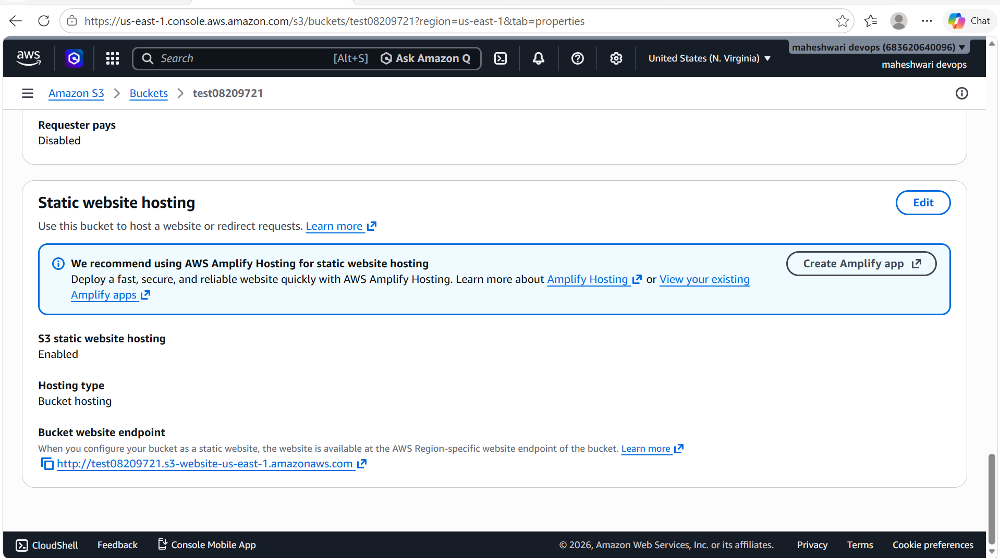 https://us-east-1.console.aws.amazon.com/s3/buckets/test08209721?region=us-east-1&tab=properties
Chat
aws
Search [Alt+S] Ask Amazon Q
United States (N. Virginia) ▼
maheshwari devops (683620640096) ▼
maheshwari devops
Amazon S3 > Buckets > test08209721
Requester pays
Disabled
Static website hosting
Edit
Use this bucket to host a website or redirect requests. Learn more
We recommend using AWS Amplify Hosting for static website hosting
Create Amplify app
Deploy a fast, secure, and reliable website quickly with AWS Amplify Hosting. Learn more about Amplify Hosting or View your existing
Amplify apps
S3 static website hosting
Enabled
Hosting type
Bucket hosting
Bucket website endpoint
When you configure your bucket as a static website, the website is available at the AWS Region-specific website endpoint of the bucket. Learn more
http://test08209721.s3-website-us-east-1.amazonaws.com
CloudShell Feedback Console Mobile App © 2026, Amazon Web Services, Inc. or its affiliates. Privacy Terms Cookie preferences